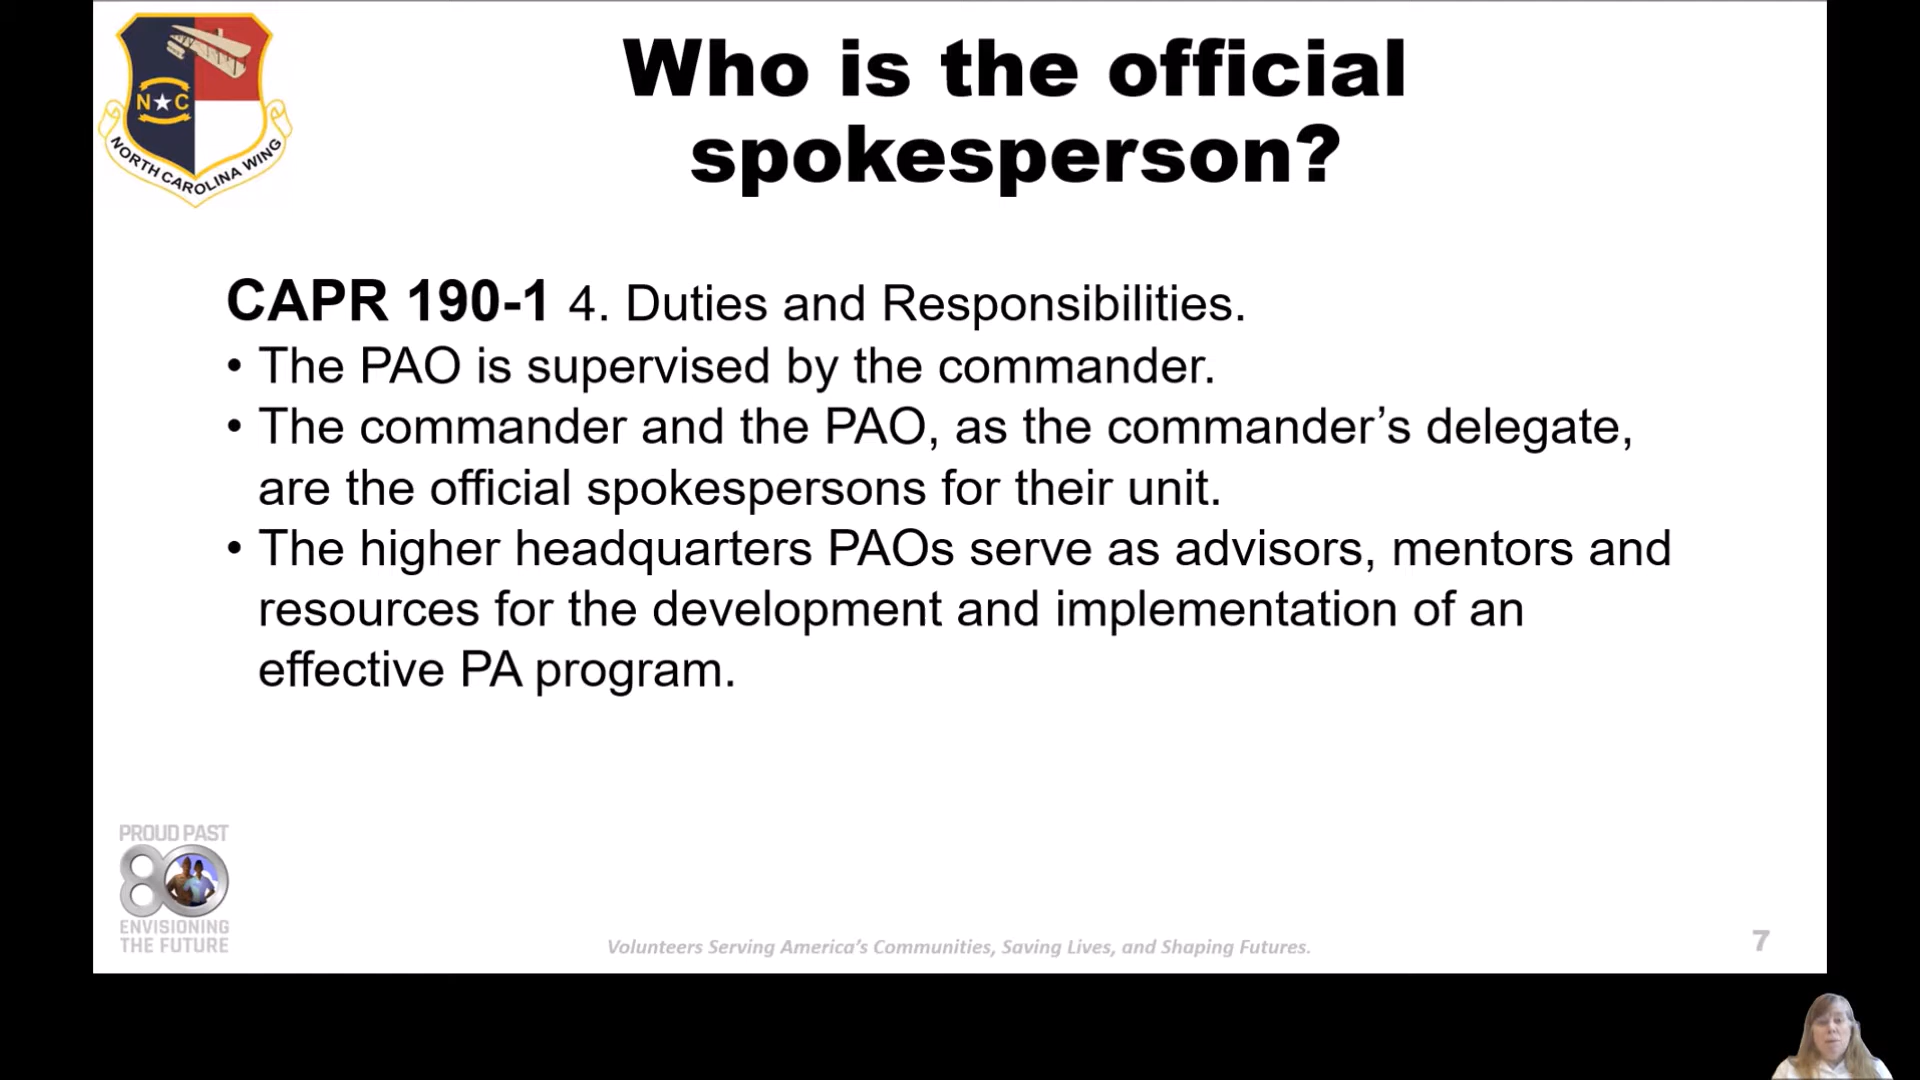 Who is the official
spokesperson?
N★C
NORTH CAROLINA WING
CAPR 190-1 4. Duties and Responsibilities.
• The PAO is supervised by the commander.
• The commander and the PAO, as the commander’s delegate,
are the official spokespersons for their unit.
• The higher headquarters PAOs serve as advisors, mentors and
resources for the development and implementation of an
effective PA program.
PROUD PAST
80
ENVISIONING
THE FUTURE
Volunteers Serving America’s Communities, Saving Lives, and Shaping Futures.
7